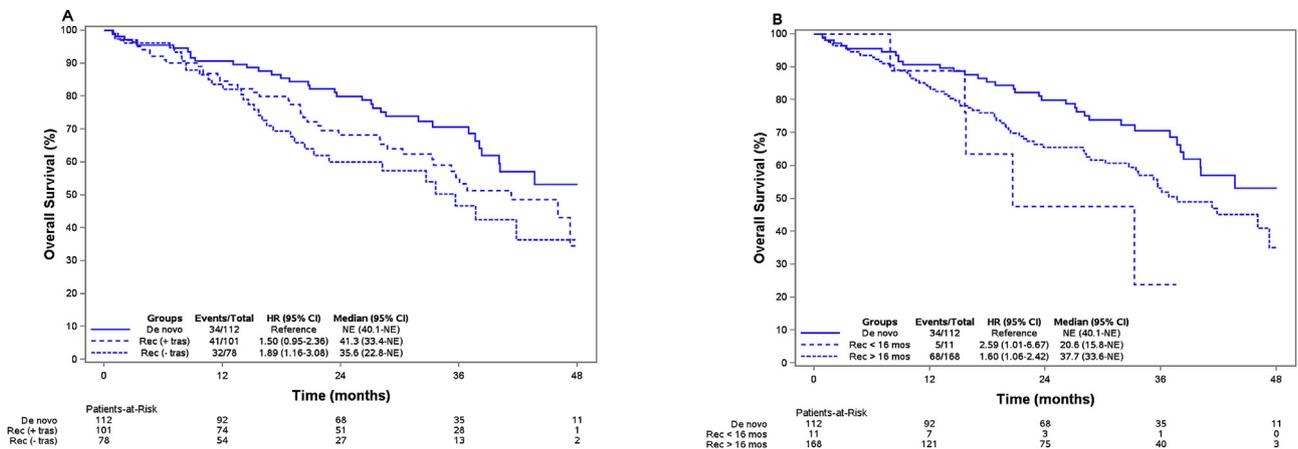 A
100
90
80
70
60
50
40
30
20
10
0
Overall Survival (%)
Groups Events/Total HR (95% CI) Median (95% CI)
De novo 34/112 Reference NE (40.1-NE)
Rec (+ tras) 41/101 1.50 (0.95-2.36) 41.3 (33.4-NE)
Rec (- tras) 32/78 1.89 (1.16-3.08) 35.6 (22.8-NE)
0 12 24 36 48
Time (months)
Patients-at-Risk
De novo 112 92 68 35 11
Rec (+ tras) 101 74 51 28 1
Rec (- tras) 78 54 27 13 2
B
100
90
80
70
60
50
40
30
20
10
0
Overall Survival (%)
Groups Events/Total HR (95% CI) Median (95% CI)
De novo 34/112 Reference NE (40.1-NE)
Rec < 16 mos 5/11 2.59 (1.01-6.67) 20.6 (15.8-NE)
Rec > 16 mos 68/168 1.60 (1.06-2.42) 37.7 (33.6-NE)
0 12 24 36 48
Time (months)
Patients-at-Risk
De novo 112 92 68 35 11
Rec < 16 mos 11 7 3 1 0
Rec > 16 mos 168 121 75 40 3